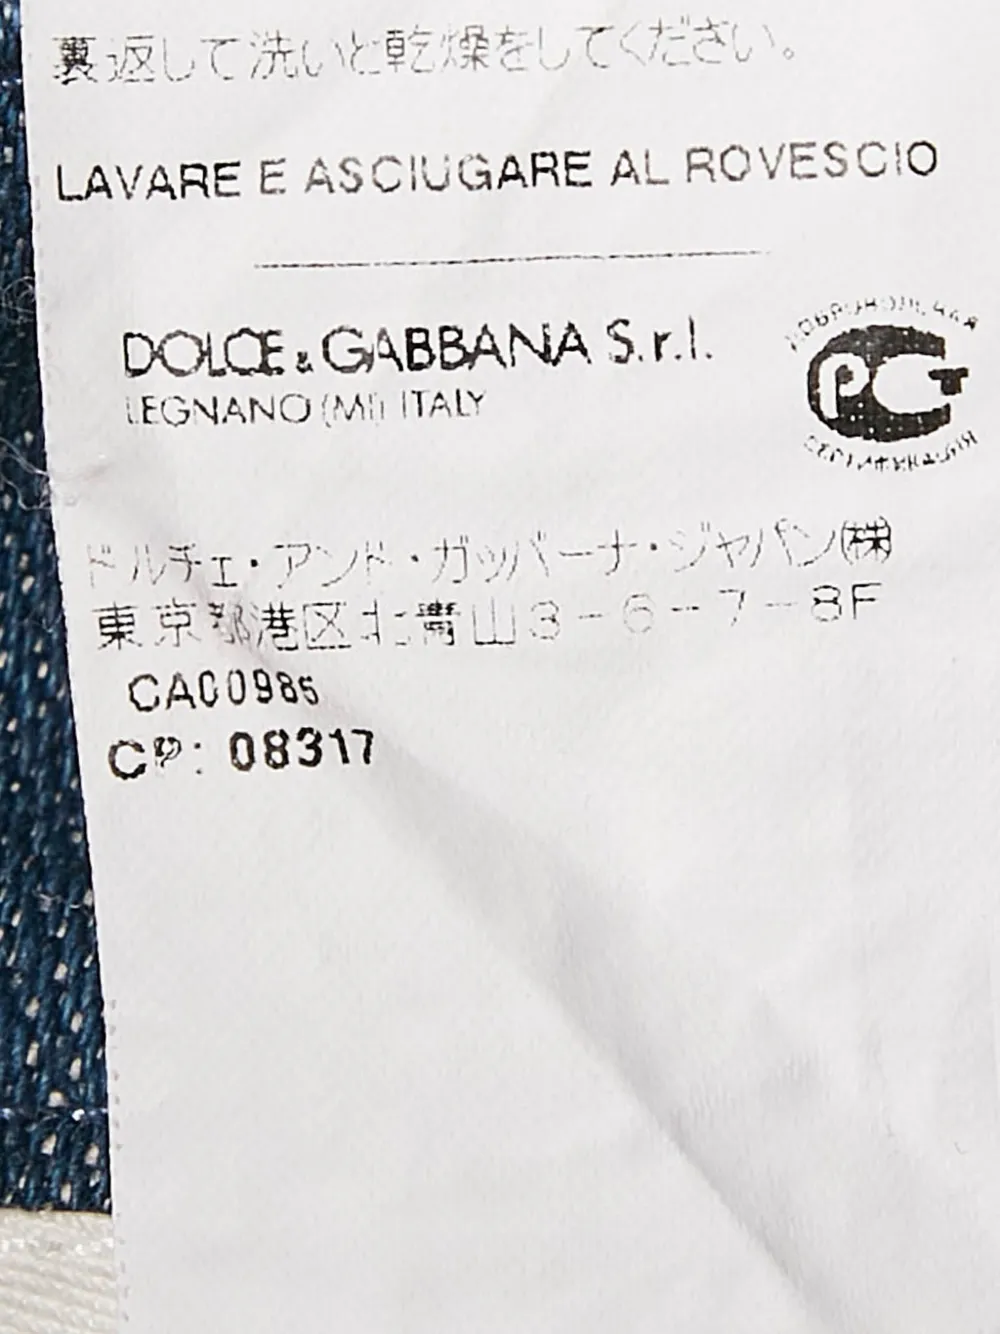 裏返して洗いと乾燥をしてください。
LAVARE E ASCIUGARE AL ROVESCIO
DOLCE & GABBANA S.r.l.
LEGNANO (MI) ITALY
ДОБРОВОЛЬНАЯ
РСТ
СЕРТИФИКАЦИЯ
ドルチェ・アンド・ガッバーナ・ジャパン㈱
東京都港区北青山3-6-7-8F
CA00985
CP: 08317